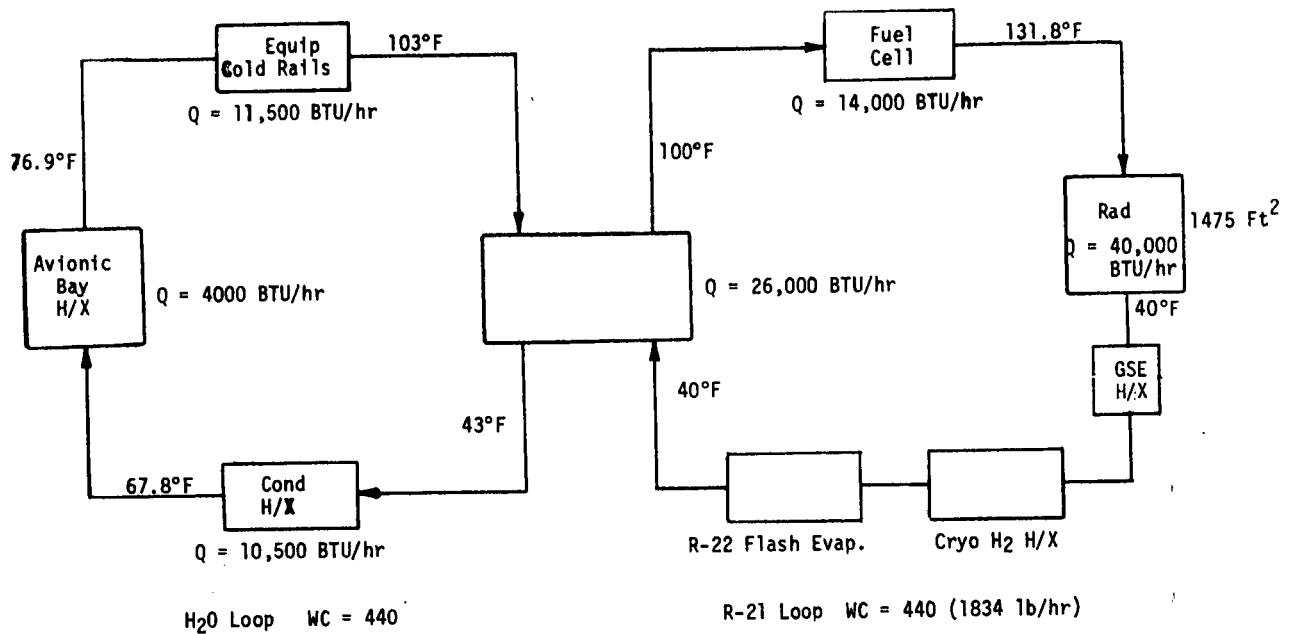 Equip
Cold Rails
103°F
Q = 11,500 BTU/hr
76.9°F
Avionic
Bay
H/X
Q = 4000 BTU/hr
67.8°F
Cond
H/X
Q = 10,500 BTU/hr
43°F
H2O Loop WC = 440
Fuel
Cell
131.8°F
Q = 14,000 BTU/hr
100°F
Rad
Q = 40,000
BTU/hr
1475 Ft2
Q = 26,000 BTU/hr
40°F
GSE
H/X
40°F
R-22 Flash Evap.
Cryo H2 H/X
R-21 Loop WC = 440 (1834 lb/hr)